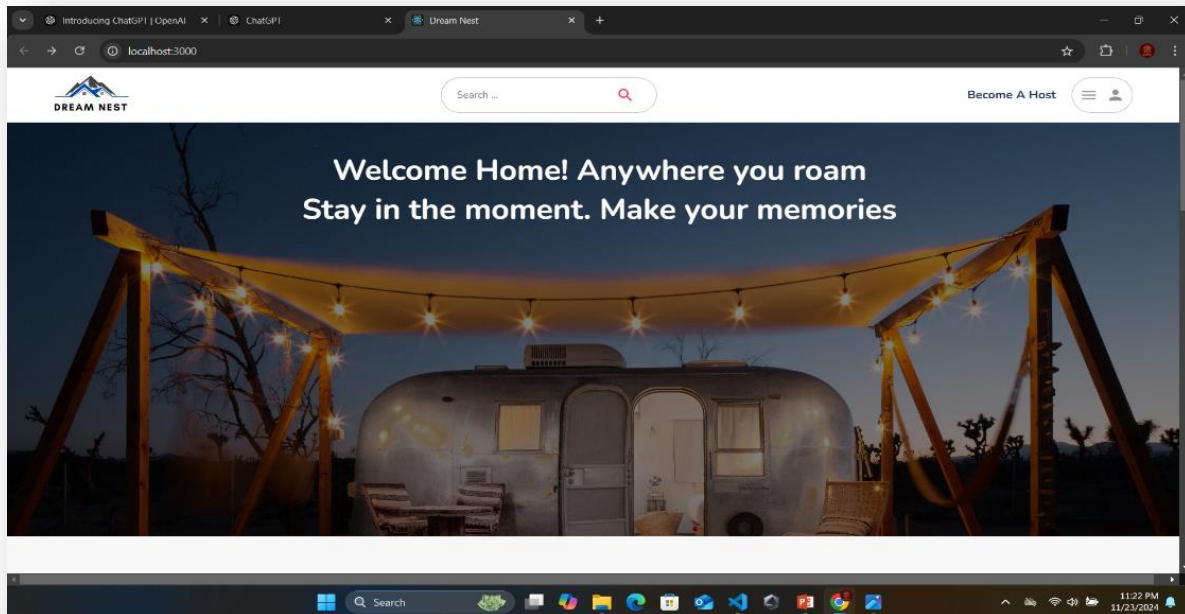 Introducing ChatGPT | OpenAI
ChatGPT
Dream Nest
localhost:3000
DREAM NEST
Search ...
Become A Host
Welcome Home! Anywhere you roam
Stay in the moment. Make your memories
Search
11:22 PM
11/23/2024